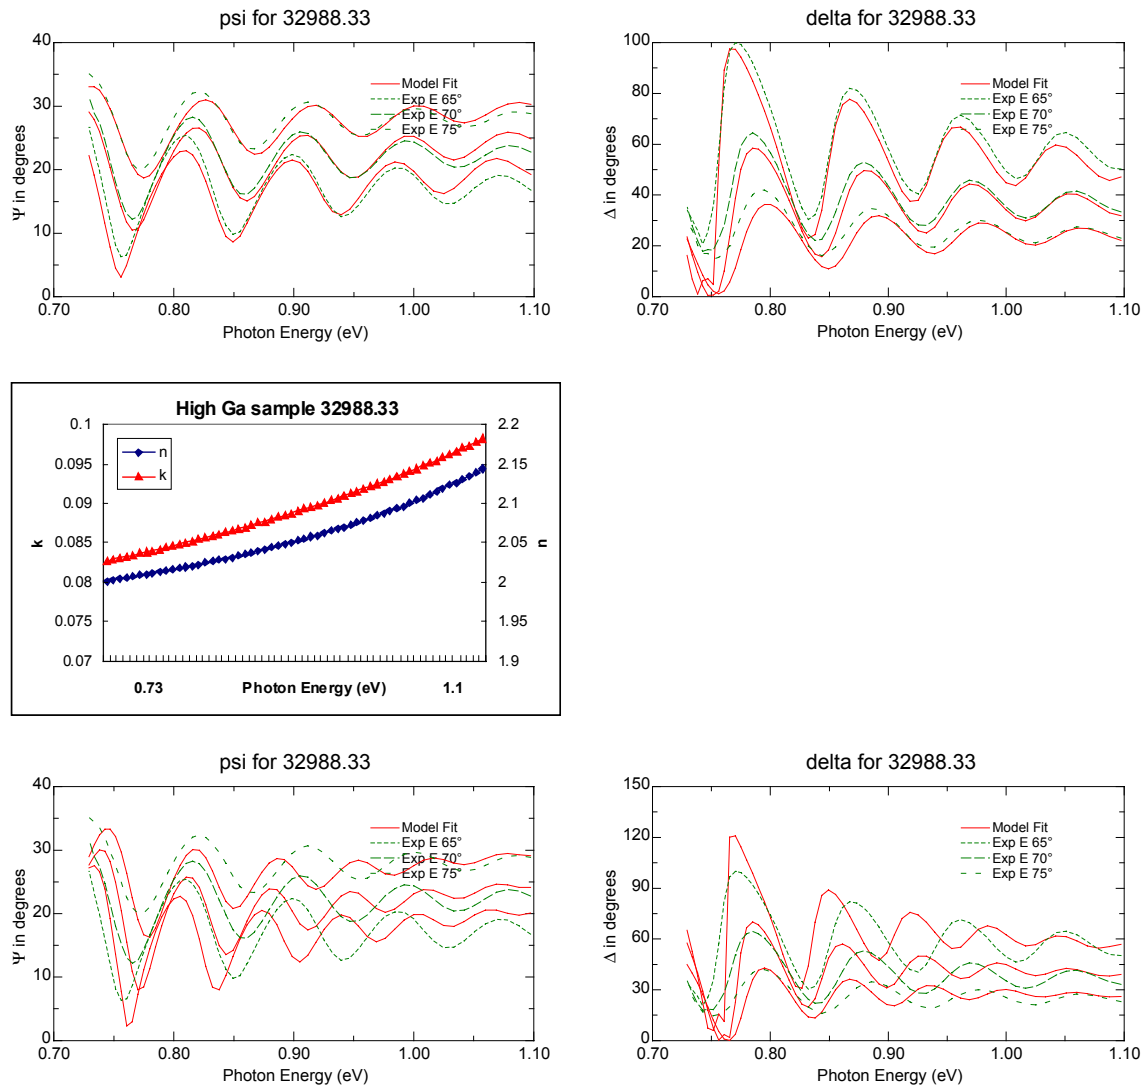 psi for 32988.33
40
30
20
10
0
Ψ in degrees
0.70
0.80
0.90
1.00
1.10
Photon Energy (eV)
Model Fit
Exp E 65°
Exp E 70°
Exp E 75°
delta for 32988.33
100
80
60
40
20
0
Δ in degrees
0.70
0.80
0.90
1.00
1.10
Photon Energy (eV)
Model Fit
Exp E 65°
Exp E 70°
Exp E 75°
High Ga sample 32988.33
0.1
0.095
0.09
0.085
0.08
0.075
0.07
k
n
k
2.2
2.15
2.1
2.05
2
1.95
1.9
n
0.73
Photon Energy (eV)
1.1
psi for 32988.33
40
30
20
10
0
Ψ in degrees
0.70
0.80
0.90
1.00
1.10
Photon Energy (eV)
Model Fit
Exp E 65°
Exp E 70°
Exp E 75°
delta for 32988.33
150
120
90
60
30
0
Δ in degrees
0.70
0.80
0.90
1.00
1.10
Photon Energy (eV)
Model Fit
Exp E 65°
Exp E 70°
Exp E 75°